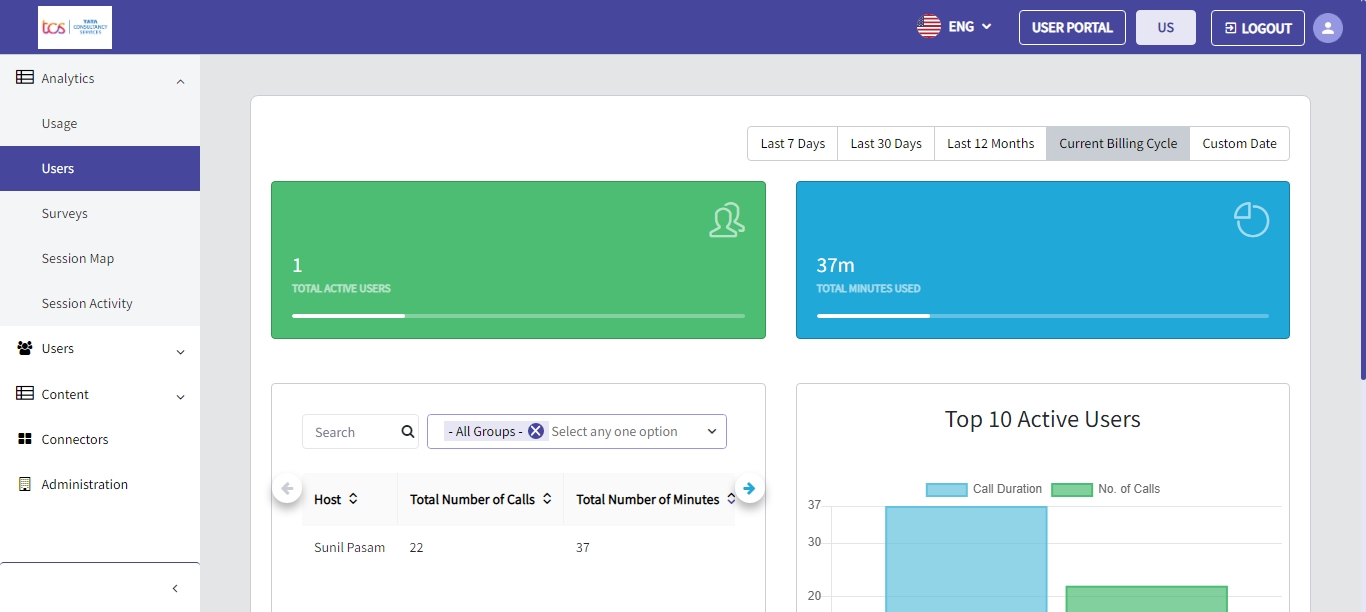 tcs TATA CONSULTANCY SERVICES
ENG USER PORTAL US LOGOUT
Analytics
Usage
Users
Surveys
Session Map
Session Activity
Users
Content
Connectors
Administration
Last 7 Days Last 30 Days Last 12 Months Current Billing Cycle Custom Date
1
TOTAL ACTIVE USERS
37m
TOTAL MINUTES USED
Search - All Groups - Select any one option
Host Total Number of Calls Total Number of Minutes
Sunil Pasam 22 37
Top 10 Active Users
Call Duration No. of Calls
37
30
20